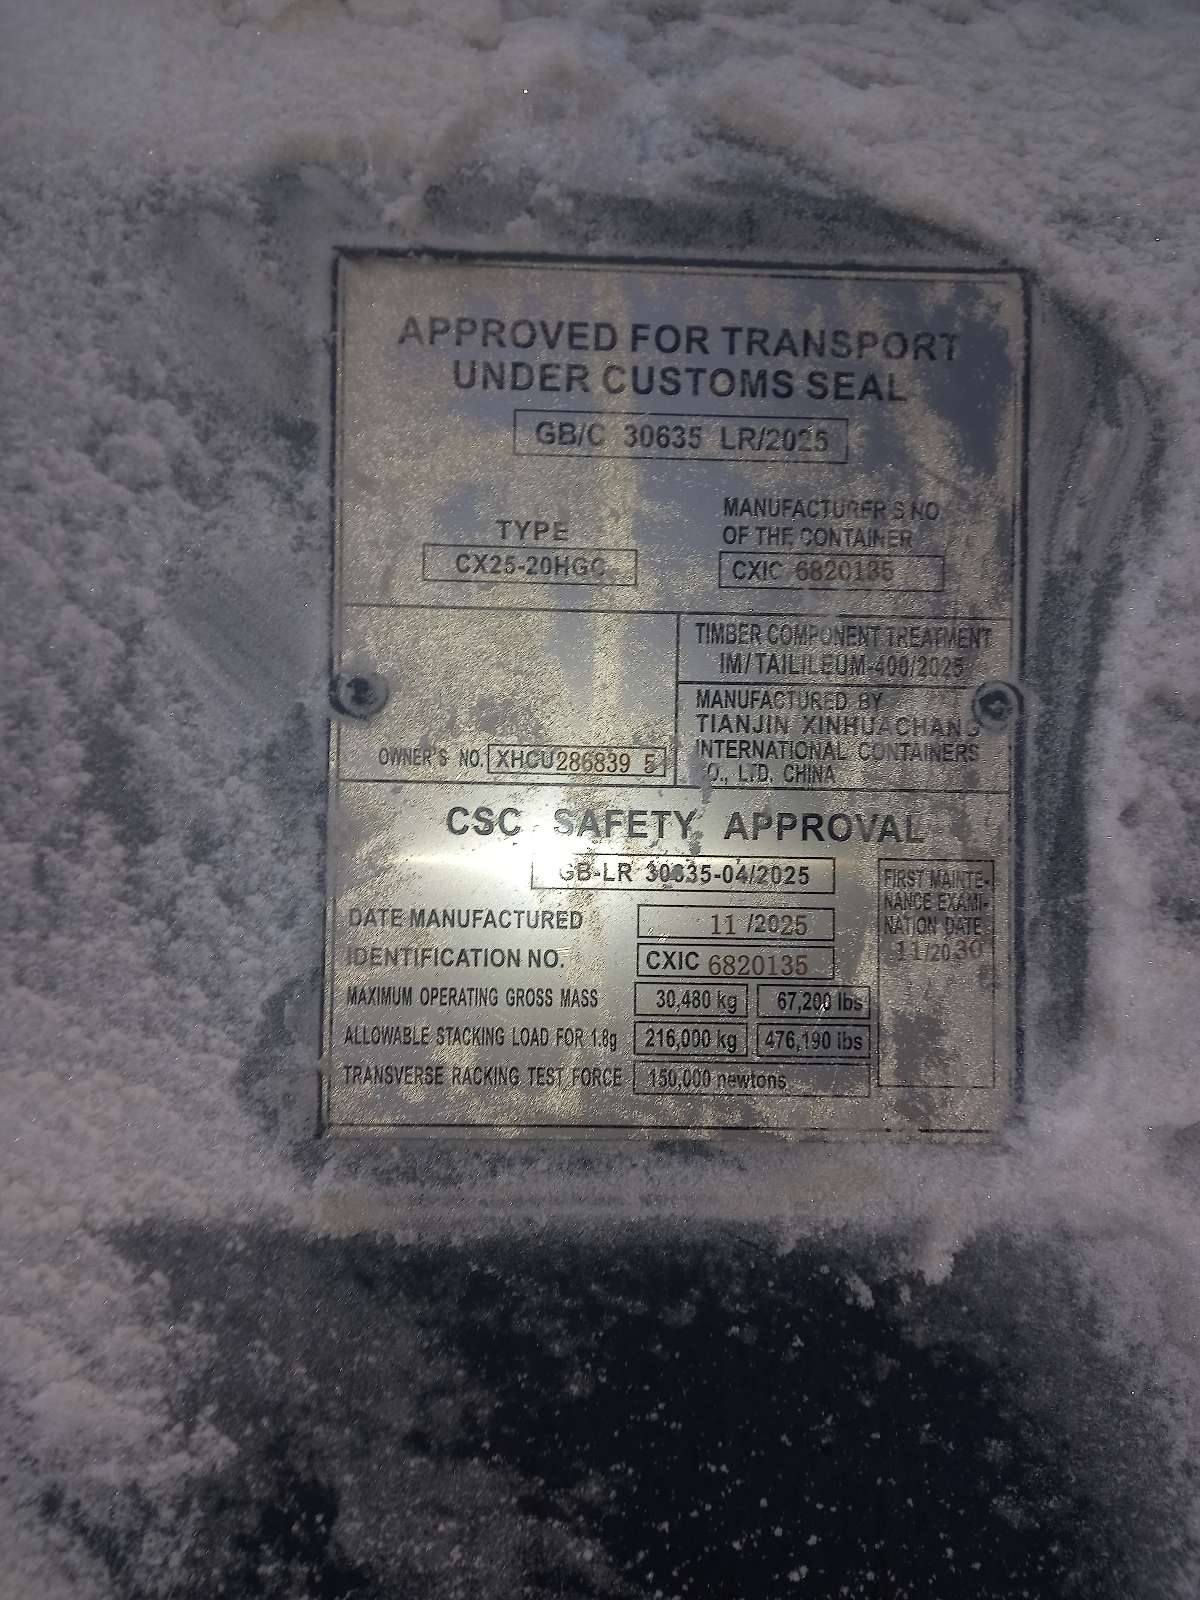 APPROVED FOR TRANSPORT
UNDER CUSTOMS SEAL
GB/C 30635 LR/2025
TYPE
CX25-20HGC
MANUFACTURER'S NO.
OF THE CONTAINER
CXIC 6820135
TIMBER COMPONENT TREATMENT
IM/TAILILEUM-400/2025
MANUFACTURED BY
TIANJIN XINHUACHANG
INTERNATIONAL CONTAINERS
CO., LTD. CHINA
OWNER'S NO. XHCU 286839 5
CSC SAFETY APPROVAL
GB-LR 30635-04/2025
DATE MANUFACTURED 11/2025
IDENTIFICATION NO. CXIC 6820135
MAXIMUM OPERATING GROSS MASS 30,480 kg 67,200 lbs
ALLOWABLE STACKING LOAD FOR 1.8g 216,000 kg 476,190 lbs
TRANSVERSE RACKING TEST FORCE 150,000 newtons
FIRST MAINTE-
NANCE EXAMI-
NATION DATE
11/2030